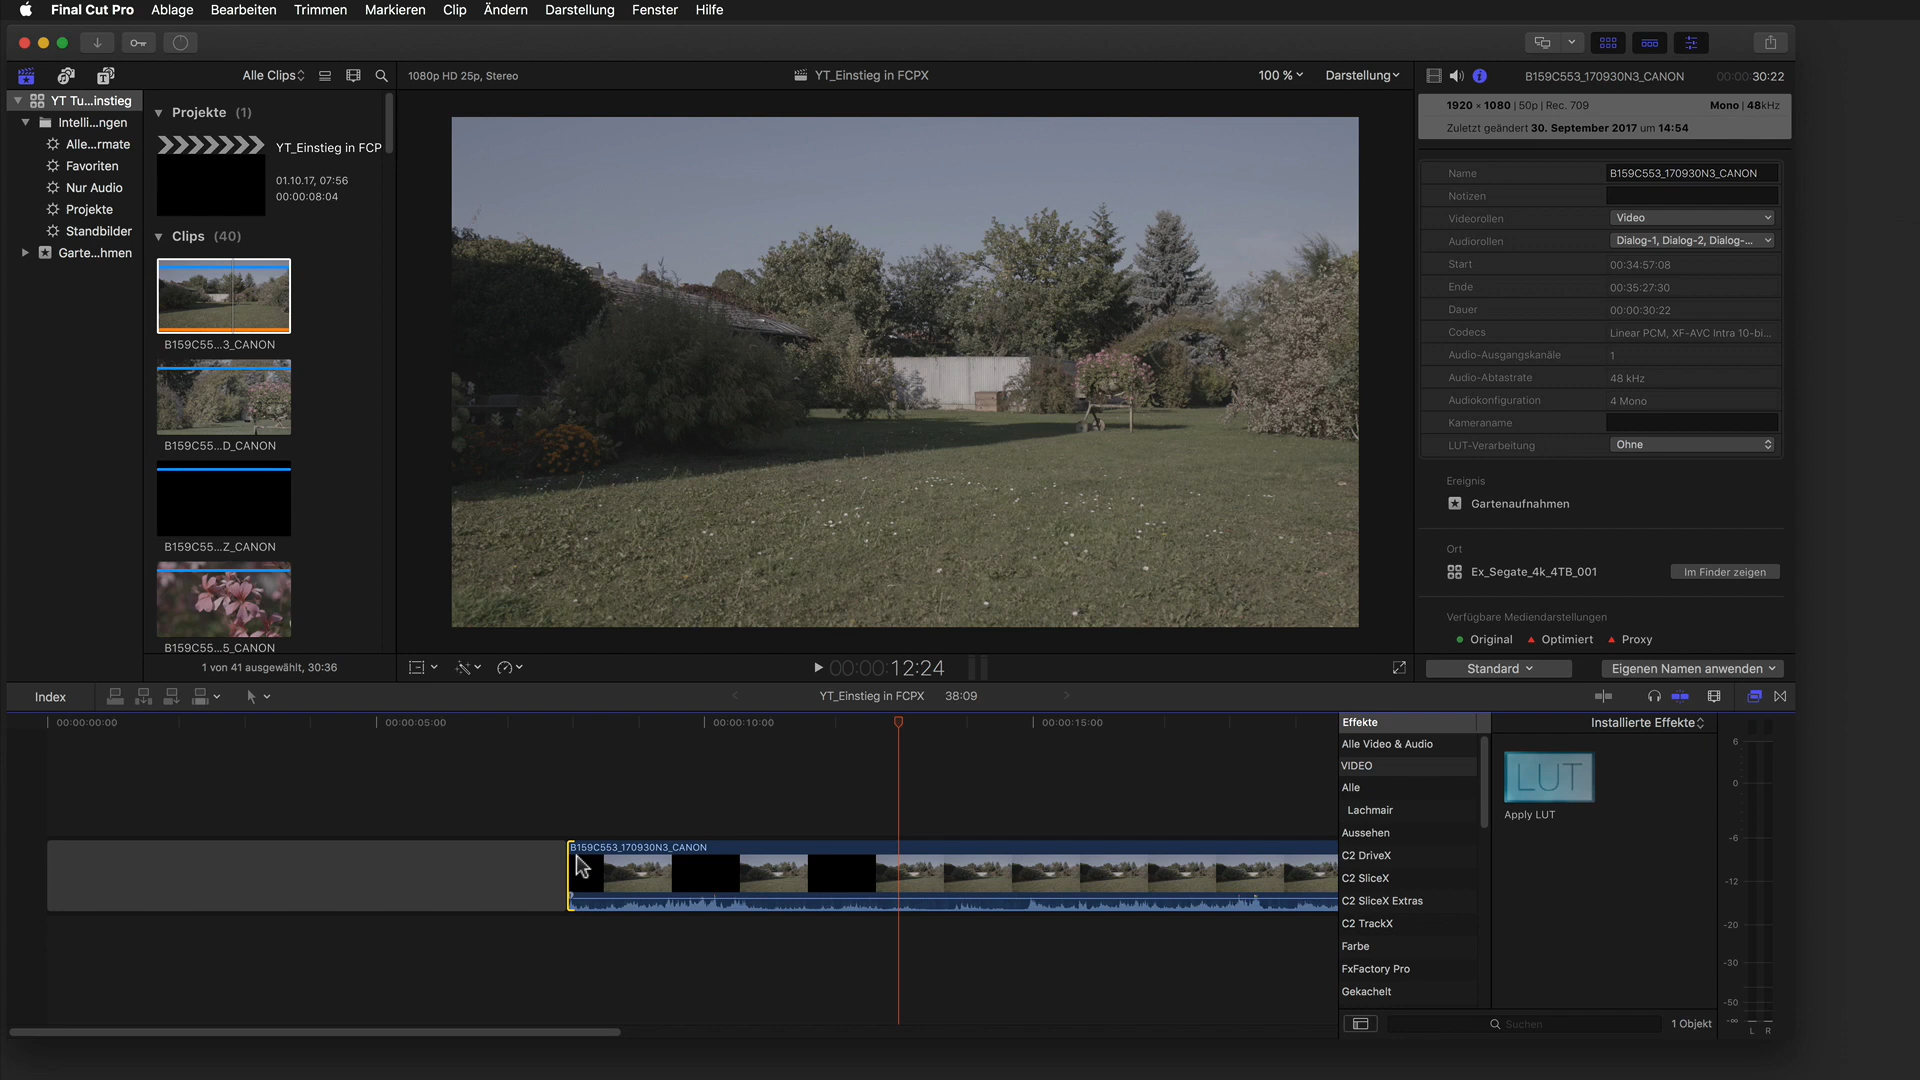 Final Cut Pro Ablage Bearbeiten Trimmen Markieren Clip Ändern Darstellung Fenster Hilfe
Alle Clips
1080p HD 25p, Stereo
YT_Einstieg in FCPX
100 %
Darstellung
B159C553_170930N3_CANON
00:00:30:22
YT Tu...instieg
Intelli...ngen
Alle...rmate
Favoriten
Nur Audio
Projekte
Standbilder
Garte...hmen
Projekte (1)
YT_Einstieg in FCP
01.10.17, 07:56
00:00:08:04
Clips (40)
B159C55...3_CANON
B159C55...D_CANON
B159C55...Z_CANON
B159C55...5_CANON
1 von 41 ausgewählt, 30:36
00:00:12:24
1920 × 1080 | 50p | Rec. 709
Mono | 48kHz
Zuletzt geändert 30. September 2017 um 14:54
Name B159C553_170930N3_CANON
Notizen
Videorollen Video
Audiorollen Dialog-1, Dialog-2, Dialog-...
Start 00:34:57:08
Ende 00:35:27:30
Dauer 00:00:30:22
Codecs Linear PCM, XF-AVC Intra 10-bi...
Audio-Ausgangskanäle 1
Audio-Abtastrate 48 kHz
Audiokonfiguration 4 Mono
Kameraname
LUT-Verarbeitung Ohne
Ereignis
Gartenaufnahmen
Ort
Ex_Segate_4k_4TB_001
Im Finder zeigen
Verfügbare Mediendarstellungen
Original Optimiert Proxy
Standard
Eigenen Namen anwenden
Index
YT_Einstieg in FCPX 38:09
00:00:00:00
00:00:05:00
00:00:10:00
00:00:15:00
B159C553_170930N3_CANON
Effekte
Alle Video & Audio
VIDEO
Alle
Lachmair
Aussehen
C2 DriveX
C2 SliceX
C2 SliceX Extras
C2 TrackX
Farbe
FxFactory Pro
Gekachelt
Installierte Effekte
LUT
Apply LUT
Suchen
1 Objekt
6
0
-6
-12
-20
-30
-50
-∞
L R